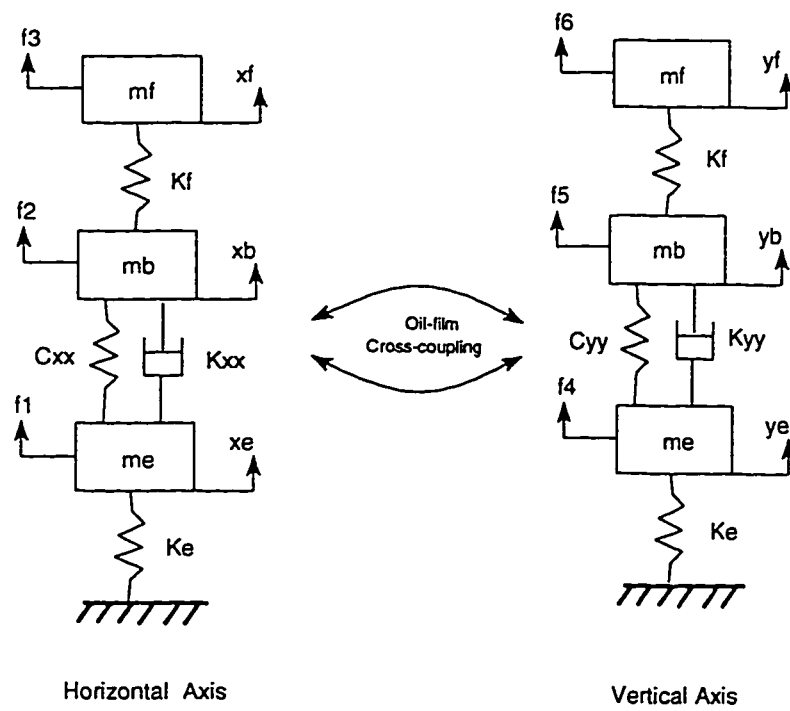 f3
mf
xf
Kf
f2
mb
xb
Cxx
Kxx
f1
me
xe
Ke
Horizontal Axis
Oil-film
Cross-coupling
f6
mf
yf
Kf
f5
mb
yb
Cyy
Kyy
f4
me
ye
Ke
Vertical Axis